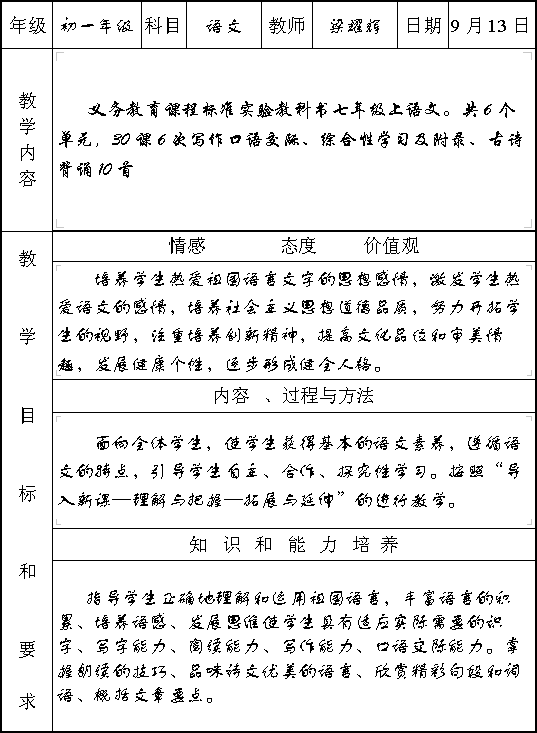 年级 初一年级 科目 语文 教师 梁耀辉 日期 9月13日
教学内容
义务教育课程标准实验教科书七年级上语文。共6个
单元，30课6次写作口语交际、综合性学习及附录、古诗
背诵10首
教学目标和要求
情感 态度 价值观
培养学生热爱祖国语言文字的思想感情，激发学生热
爱语文的感情，培养社会主义思想道德品质，努力开拓学
生的视野，注重培养创新精神，提高文化品位和审美情
趣，发展健康个性，逐步形成健全人格。
内容 、过程与方法
面向全体学生，使学生获得基本的语文素养，遵循语
文的特点，引导学生自主、合作、探究性学习。按照“导
入新课—理解与把握—拓展与延伸”的进行教学。
知 识 和 能 力 培 养
指导学生正确地理解和运用祖国语言，丰富语言的积
累、培养语感、发展思维使学生具有适应实际需要的识
字、写字能力、阅读能力、写作能力、口语交际能力。掌
握朗读的技巧、品味诗文优美的语言、欣赏精彩句段和词
语、概括文章要点。